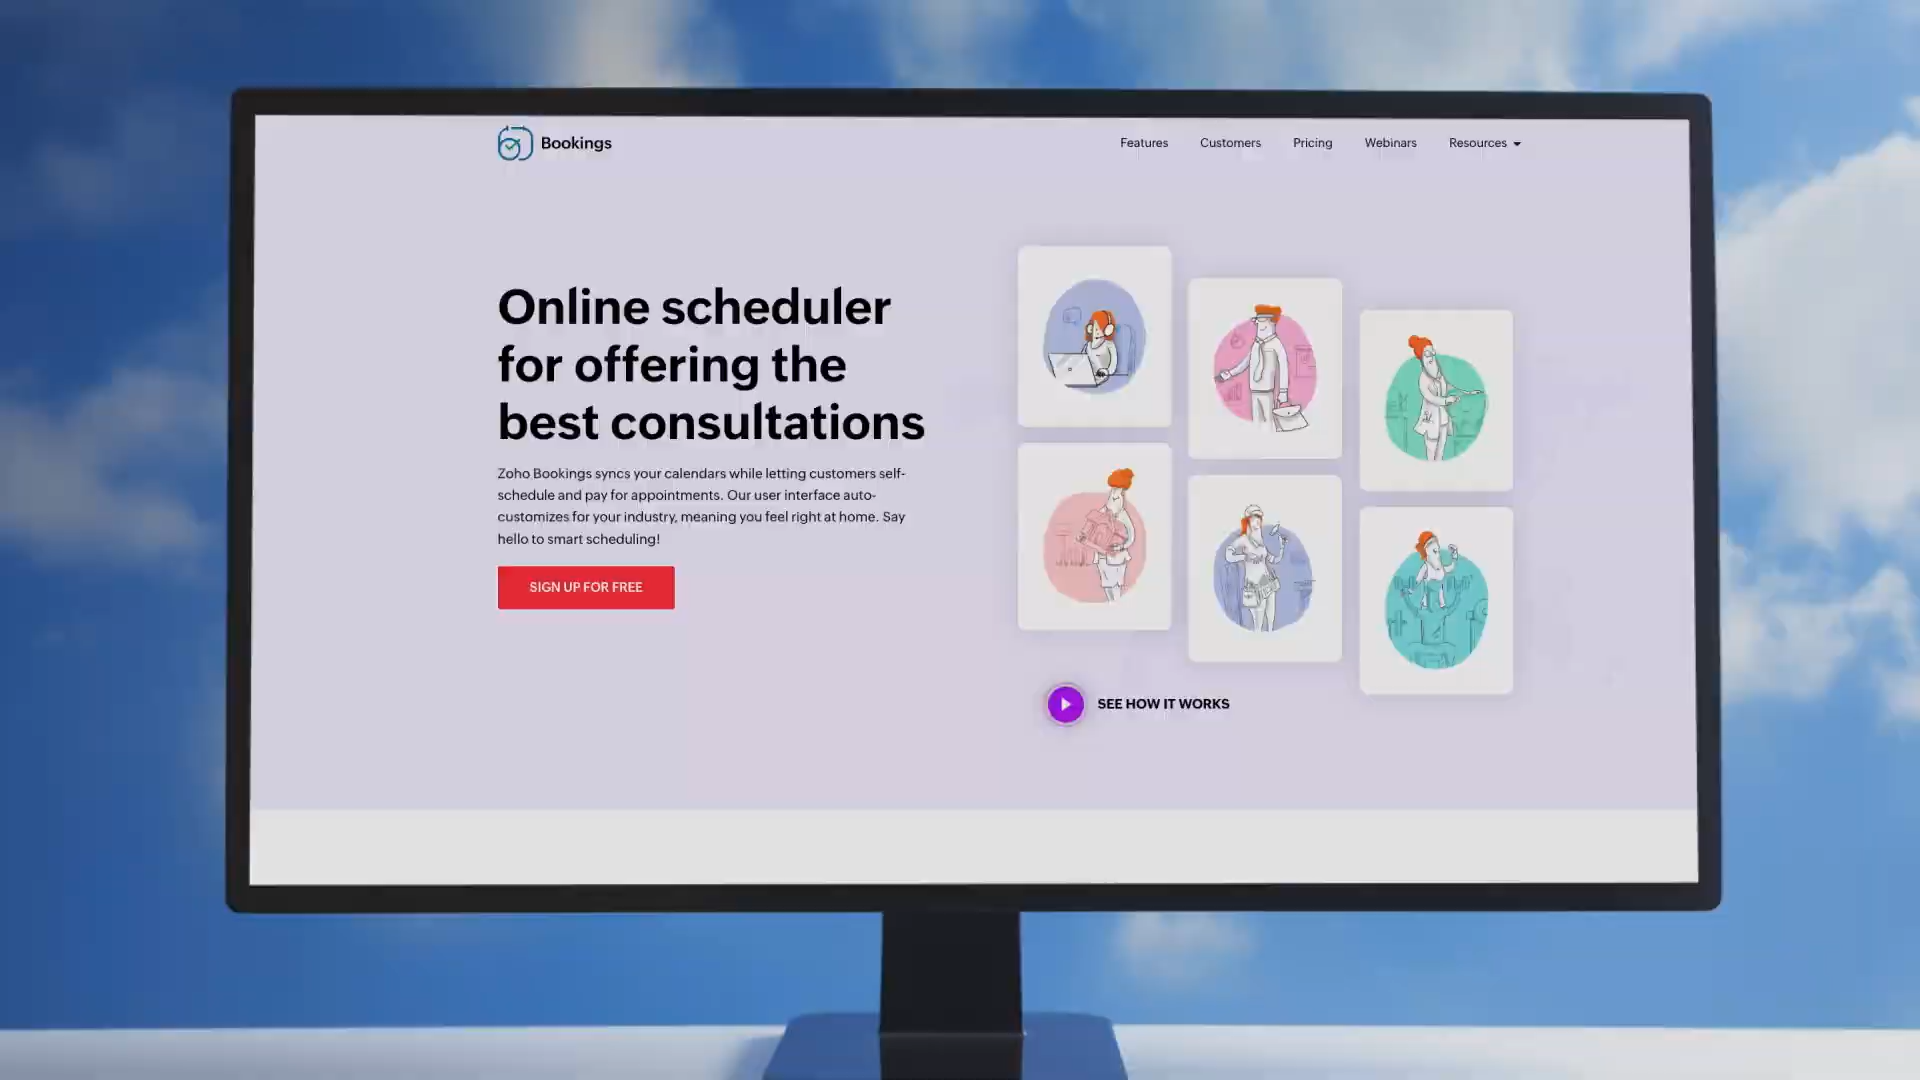 Bookings
Features
Customers
Pricing
Webinars
Resources
Online scheduler
for offering the
best consultations
Zoho Bookings syncs your calendars while letting customers self-
schedule and pay for appointments. Our user interface auto-
customizes for your industry, meaning you feel right at home. Say
hello to smart scheduling!
SIGN UP FOR FREE
SEE HOW IT WORKS